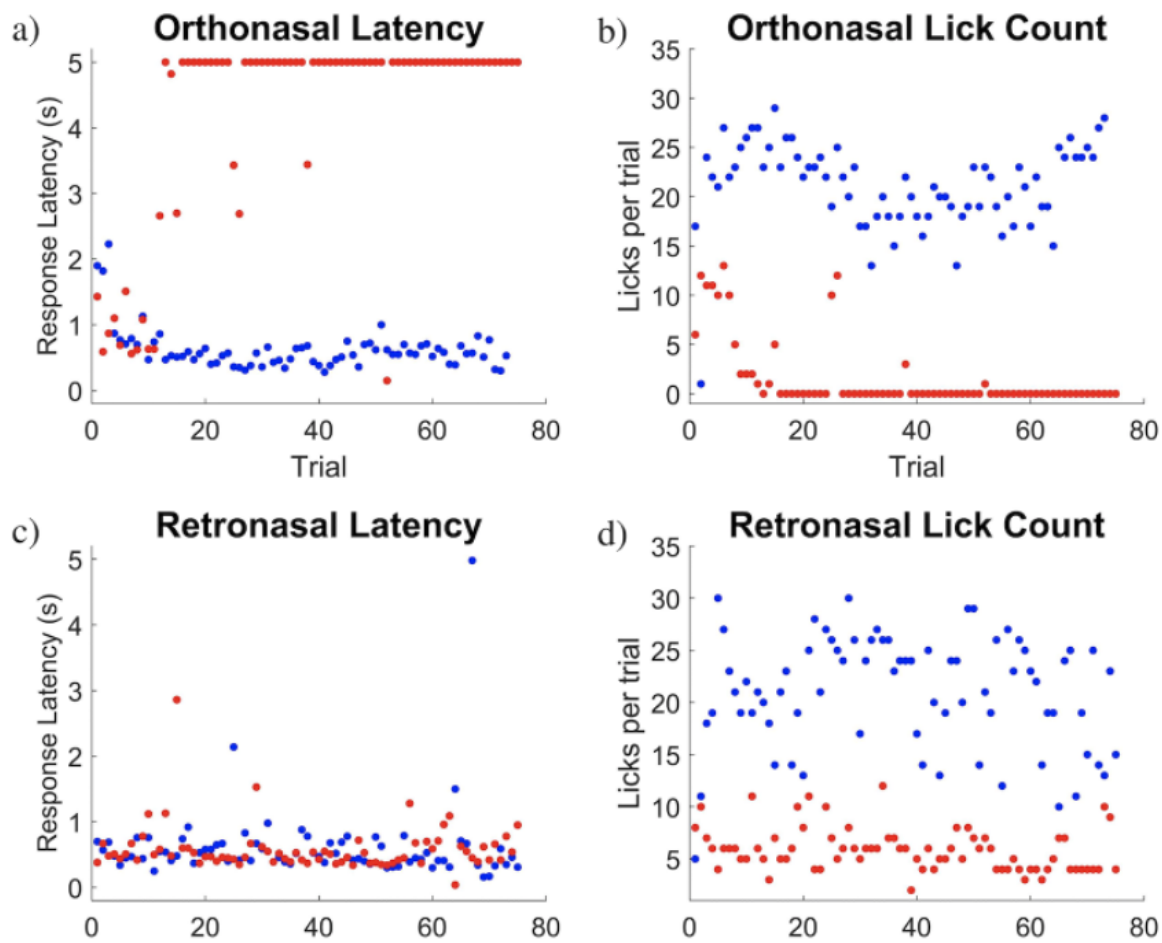 a)
Orthonasal Latency
5
4
3
2
1
0
Response Latency (s)
0 20 40 60 80
Trial
b)
Orthonasal Lick Count
35
30
25
20
15
10
5
0
Licks per trial
0 20 40 60 80
Trial
c)
Retronasal Latency
5
4
3
2
1
0
Response Latency (s)
0 20 40 60 80
d)
Retronasal Lick Count
35
30
25
20
15
10
5
Licks per trial
0 20 40 60 80